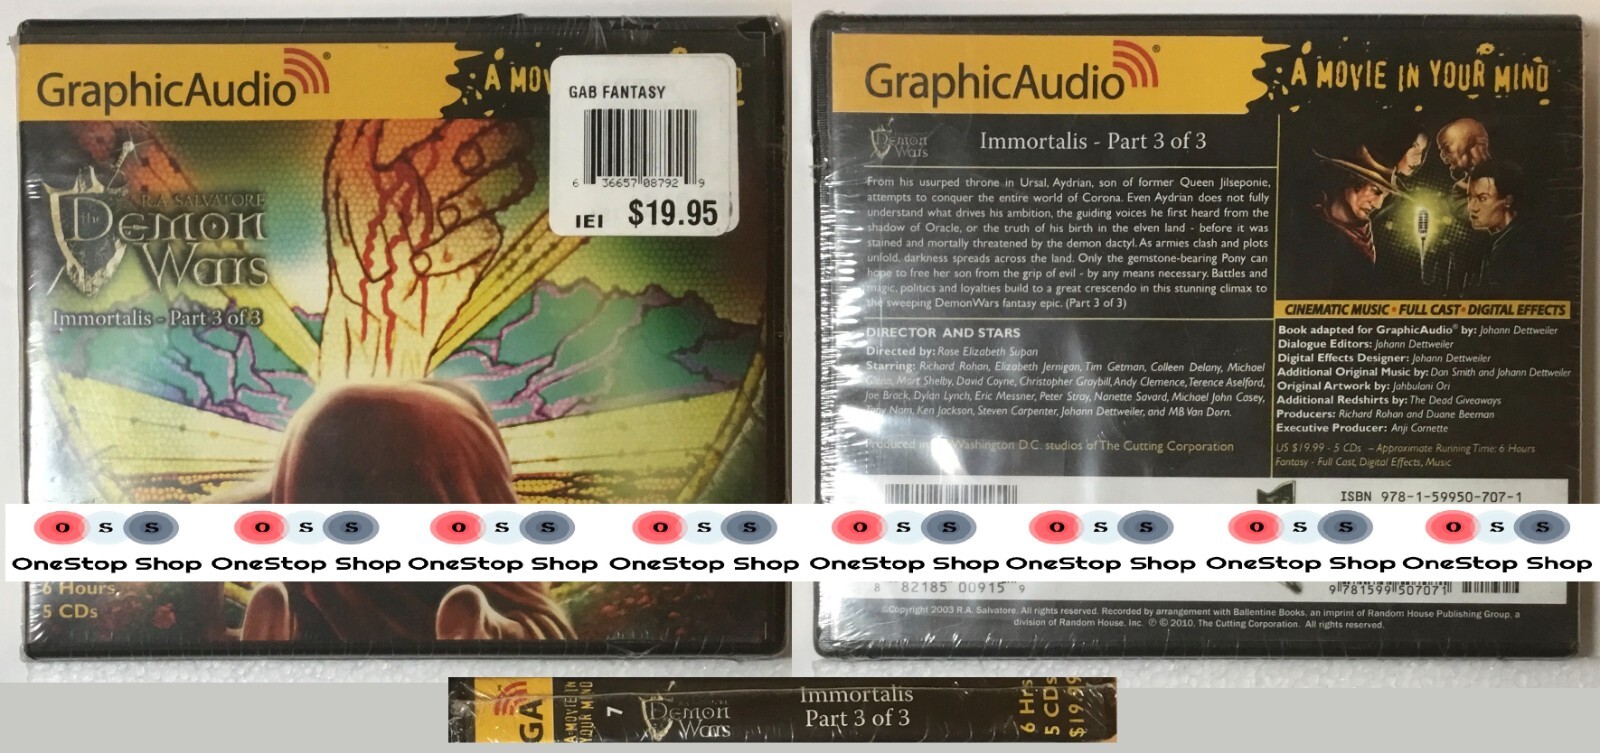 GraphicAudio®
A MOV
GAB FANTASY
6 36657 08792 9
IEI $19.95
R.A. SALVATORE
the
Demon
Wars
Immortalis - Part 3 of 3
6 Hours,
5 CDs
GraphicAudio®
A MOVIE IN YOUR MIND
Demon
Wars
Immortalis - Part 3 of 3
From his usurped throne in Ursal, Aydrian, son of former Queen Jilseponie,
attempts to conquer the entire world of Corona. Even Aydrian does not fully
understand what drives his ambition, the guiding voices he first heard from the
shadow of Oracle, or the truth of his birth in the elven land - before it was
stained and mortally threatened by the demon dactyl. As armies clash and plots
unfold, darkness spreads across the land. Only the gemstone-bearing Pony can
hope to free her son from the grip of evil - by any means necessary. Battles and
magic, politics and loyalties build to a great crescendo in this stunning climax to
the sweeping DemonWars fantasy epic. (Part 3 of 3)
DIRECTOR AND STARS
Directed by: Rose Elizabeth Supan
Starring: Richard Rohan, Elizabeth Jernigan, Tim Getman, Colleen Delany, Michael
Glenn, Mort Shelby, David Coyne, Christopher Graybill, Andy Clemence, Terence Aselford,
Joe Brack, Dylan Lynch, Eric Messner, Peter Stray, Nanette Savard, Michael John Casey,
Tony Nam, Ken Jackson, Steven Carpenter, Johann Dettweiler, and MB Van Dorn.
Produced in Washington D.C. studios of The Cutting Corporation
CINEMATIC MUSIC • FULL CAST • DIGITAL EFFECTS
Book adapted for GraphicAudio® by: Johann Dettweiler
Dialogue Editors: Johann Dettweiler
Digital Effects Designer: Johann Dettweiler
Additional Original Music by: Dan Smith and Johann Dettweiler
Original Artwork by: Jahbulani Ori
Additional Redshirts by: The Dead Giveaways
Producers: Richard Rohan and Duane Beeman
Executive Producer: Anji Cornette
US $19.99 - 5 CDs – Approximate Running Time: 6 Hours
Fantasy - Full Cast, Digital Effects, Music
ISBN 978-1-59950-707-1
O S S O S S O S S O S S O S S O S S O S S O S S
OneStop Shop OneStop Shop OneStop Shop OneStop Shop OneStop Shop OneStop Shop OneStop Shop OneStop Shop
8 82185 00915 9
9 781599 507071
©Copyright 2003 R.A. Salvatore. All rights reserved. Recorded by arrangement with Ballentine Books, an imprint of Random House Publishing Group, a
division of Random House, Inc. ℗ © 2010, The Cutting Corporation. All rights reserved.
GA
A MOVIE IN
YOUR MIND
7
Demon
Wars
Immortalis
Part 3 of 3
6 Hrs
5 CDs
$19.99